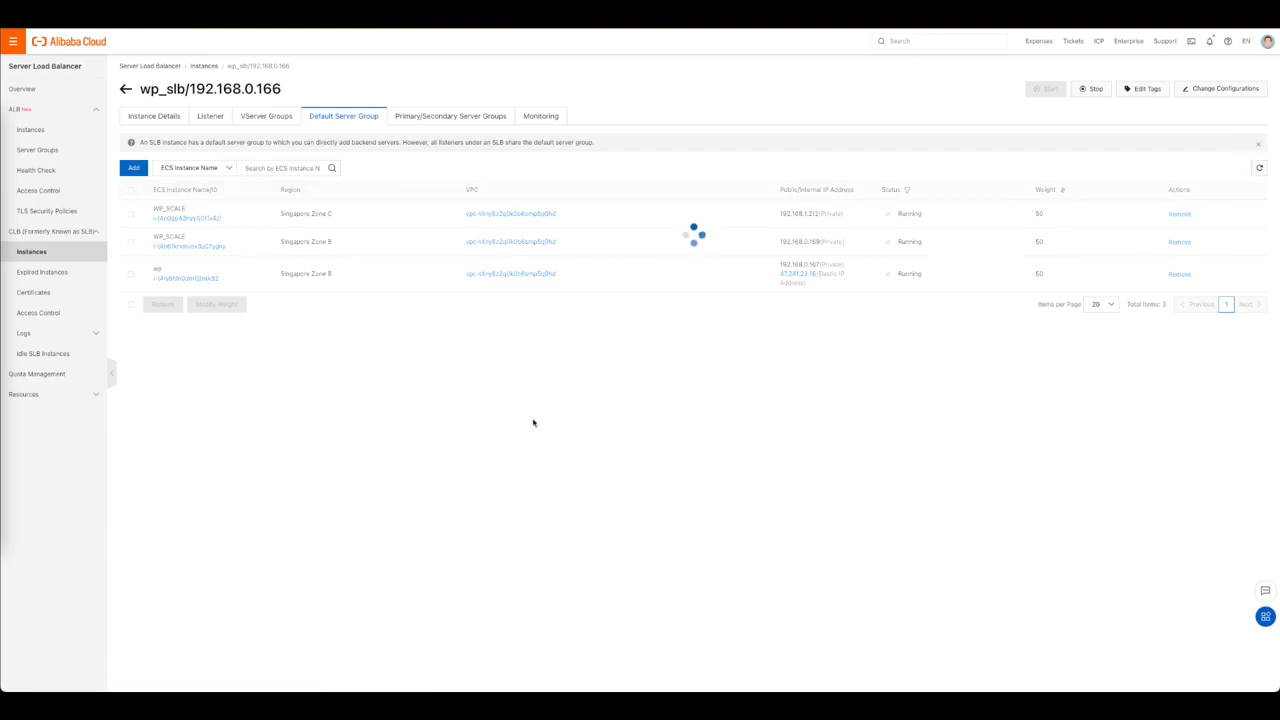 Alibaba Cloud
Search
Expenses Tickets ICP Enterprise Support EN
Server Load Balancer
Server Load Balancer / Instances / wp_slb/192.168.0.166
Overview
wp_slb/192.168.0.166
Start Stop Edit Tags Change Configurations
ALB New
Instance Details Listener VServer Groups Default Server Group Primary/Secondary Server Groups Monitoring
Instances
An SLB instance has a default server group to which you can directly add backend servers. However, all listeners under an SLB share the default server group.
Server Groups
Add ECS Instance Name Search by ECS Instance N
Health Check
ECS Instance Name/ID Region VPC Public/Internal IP Address Status Weight Actions
Access Control
TLS Security Policies
WP_SCALE
Singapore Zone C 192.168.1.212(Private) Running 50 Remove
CLB (Formerly Known as SLB)
WP_SCALE
Singapore Zone B 192.168.0.169(Private) Running 50 Remove
Instances
Expired Instances
wp
Singapore Zone B 192.168.0.167(Private) Running 50 Remove
47.241.23.16(Elastic IP
Address)
Certificates
Remove Modify Weight Items per Page 20 Total Items: 3 Previous 1 Next
Access Control
Logs
Idle SLB Instances
Quota Management
Resources